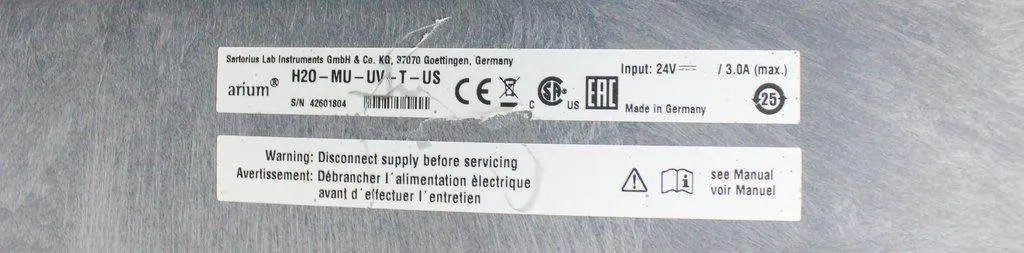 Sartorius Lab Instruments GmbH & Co. KG, 37070 Goettingen, Germany
arium® H2O-MU-UV-T-US
S/N 42601804
CE
C SA US
EAC
Input: 24V ⎓ / 3.0A (max.)
Made in Germany
25
Warning: Disconnect supply before servicing
Avertissement: Débrancher l´alimentation èlectrique
avant d´effectuer l´entretien
see Manual
voir Manuel